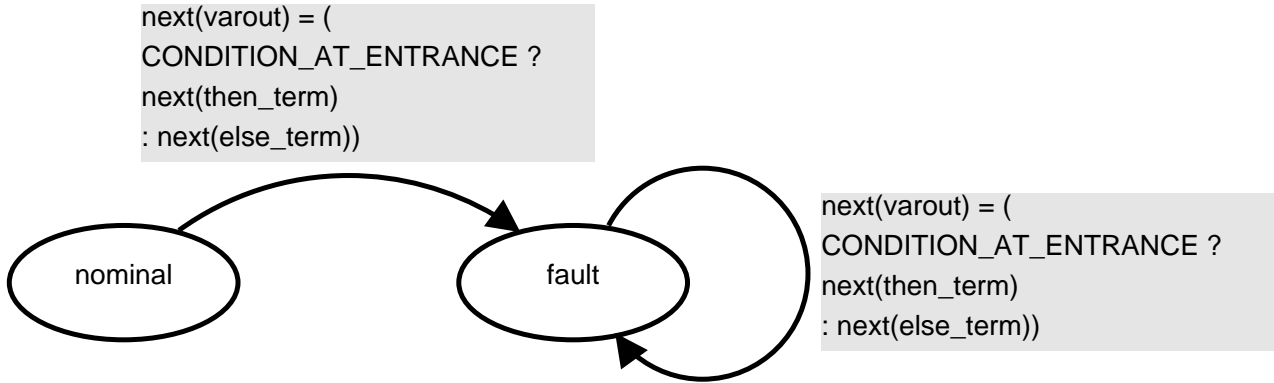 next(varout) = (
CONDITION_AT_ENTRANCE ?
next(then_term)
: next(else_term))
nominal
fault
next(varout) = (
CONDITION_AT_ENTRANCE ?
next(then_term)
: next(else_term))